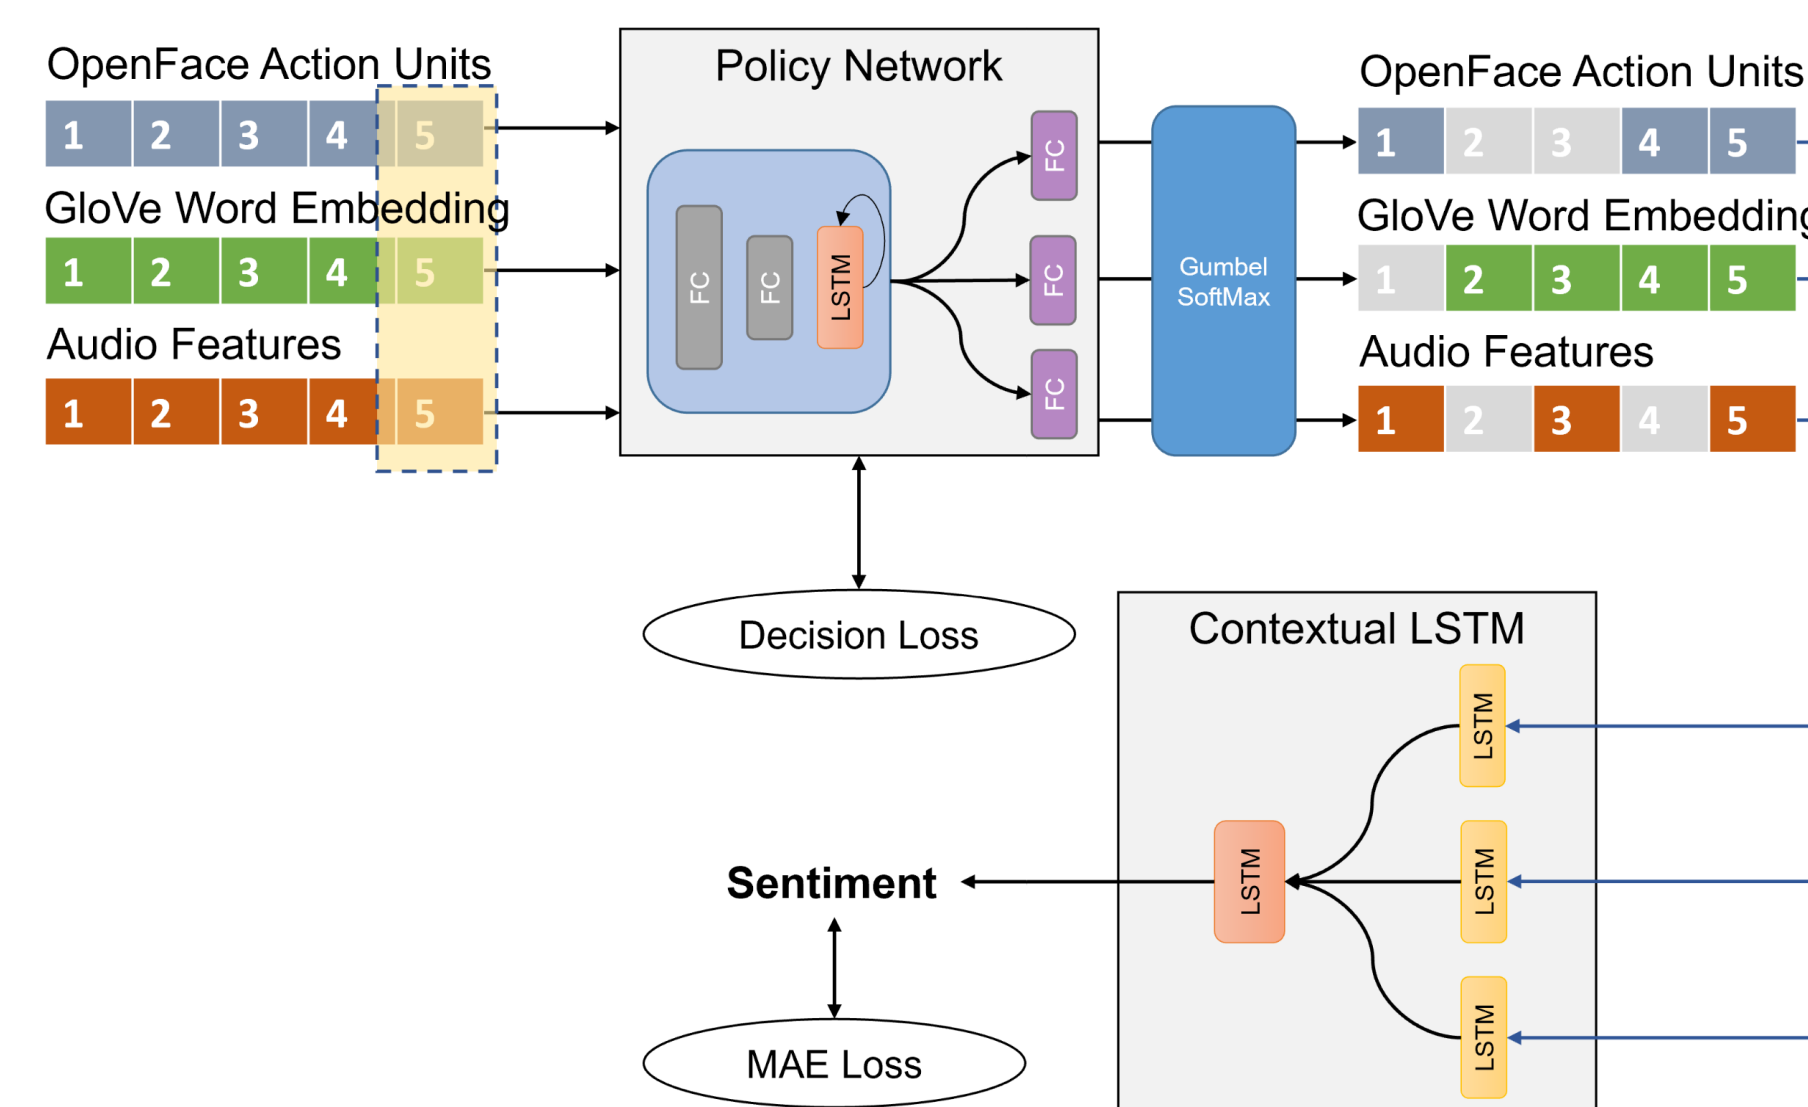 OpenFace Action Units
1 2 3 4 5
GloVe Word Embedding
1 2 3 4 5
Audio Features
1 2 3 4 5
Policy Network
FC
FC
LSTM
FC
FC
FC
Gumbel
SoftMax
OpenFace Action Units
1 2 3 4 5
GloVe Word Embedding
1 2 3 4 5
Audio Features
1 2 3 4 5
Decision Loss
Contextual LSTM
LSTM
LSTM
LSTM
LSTM
Sentiment
MAE Loss